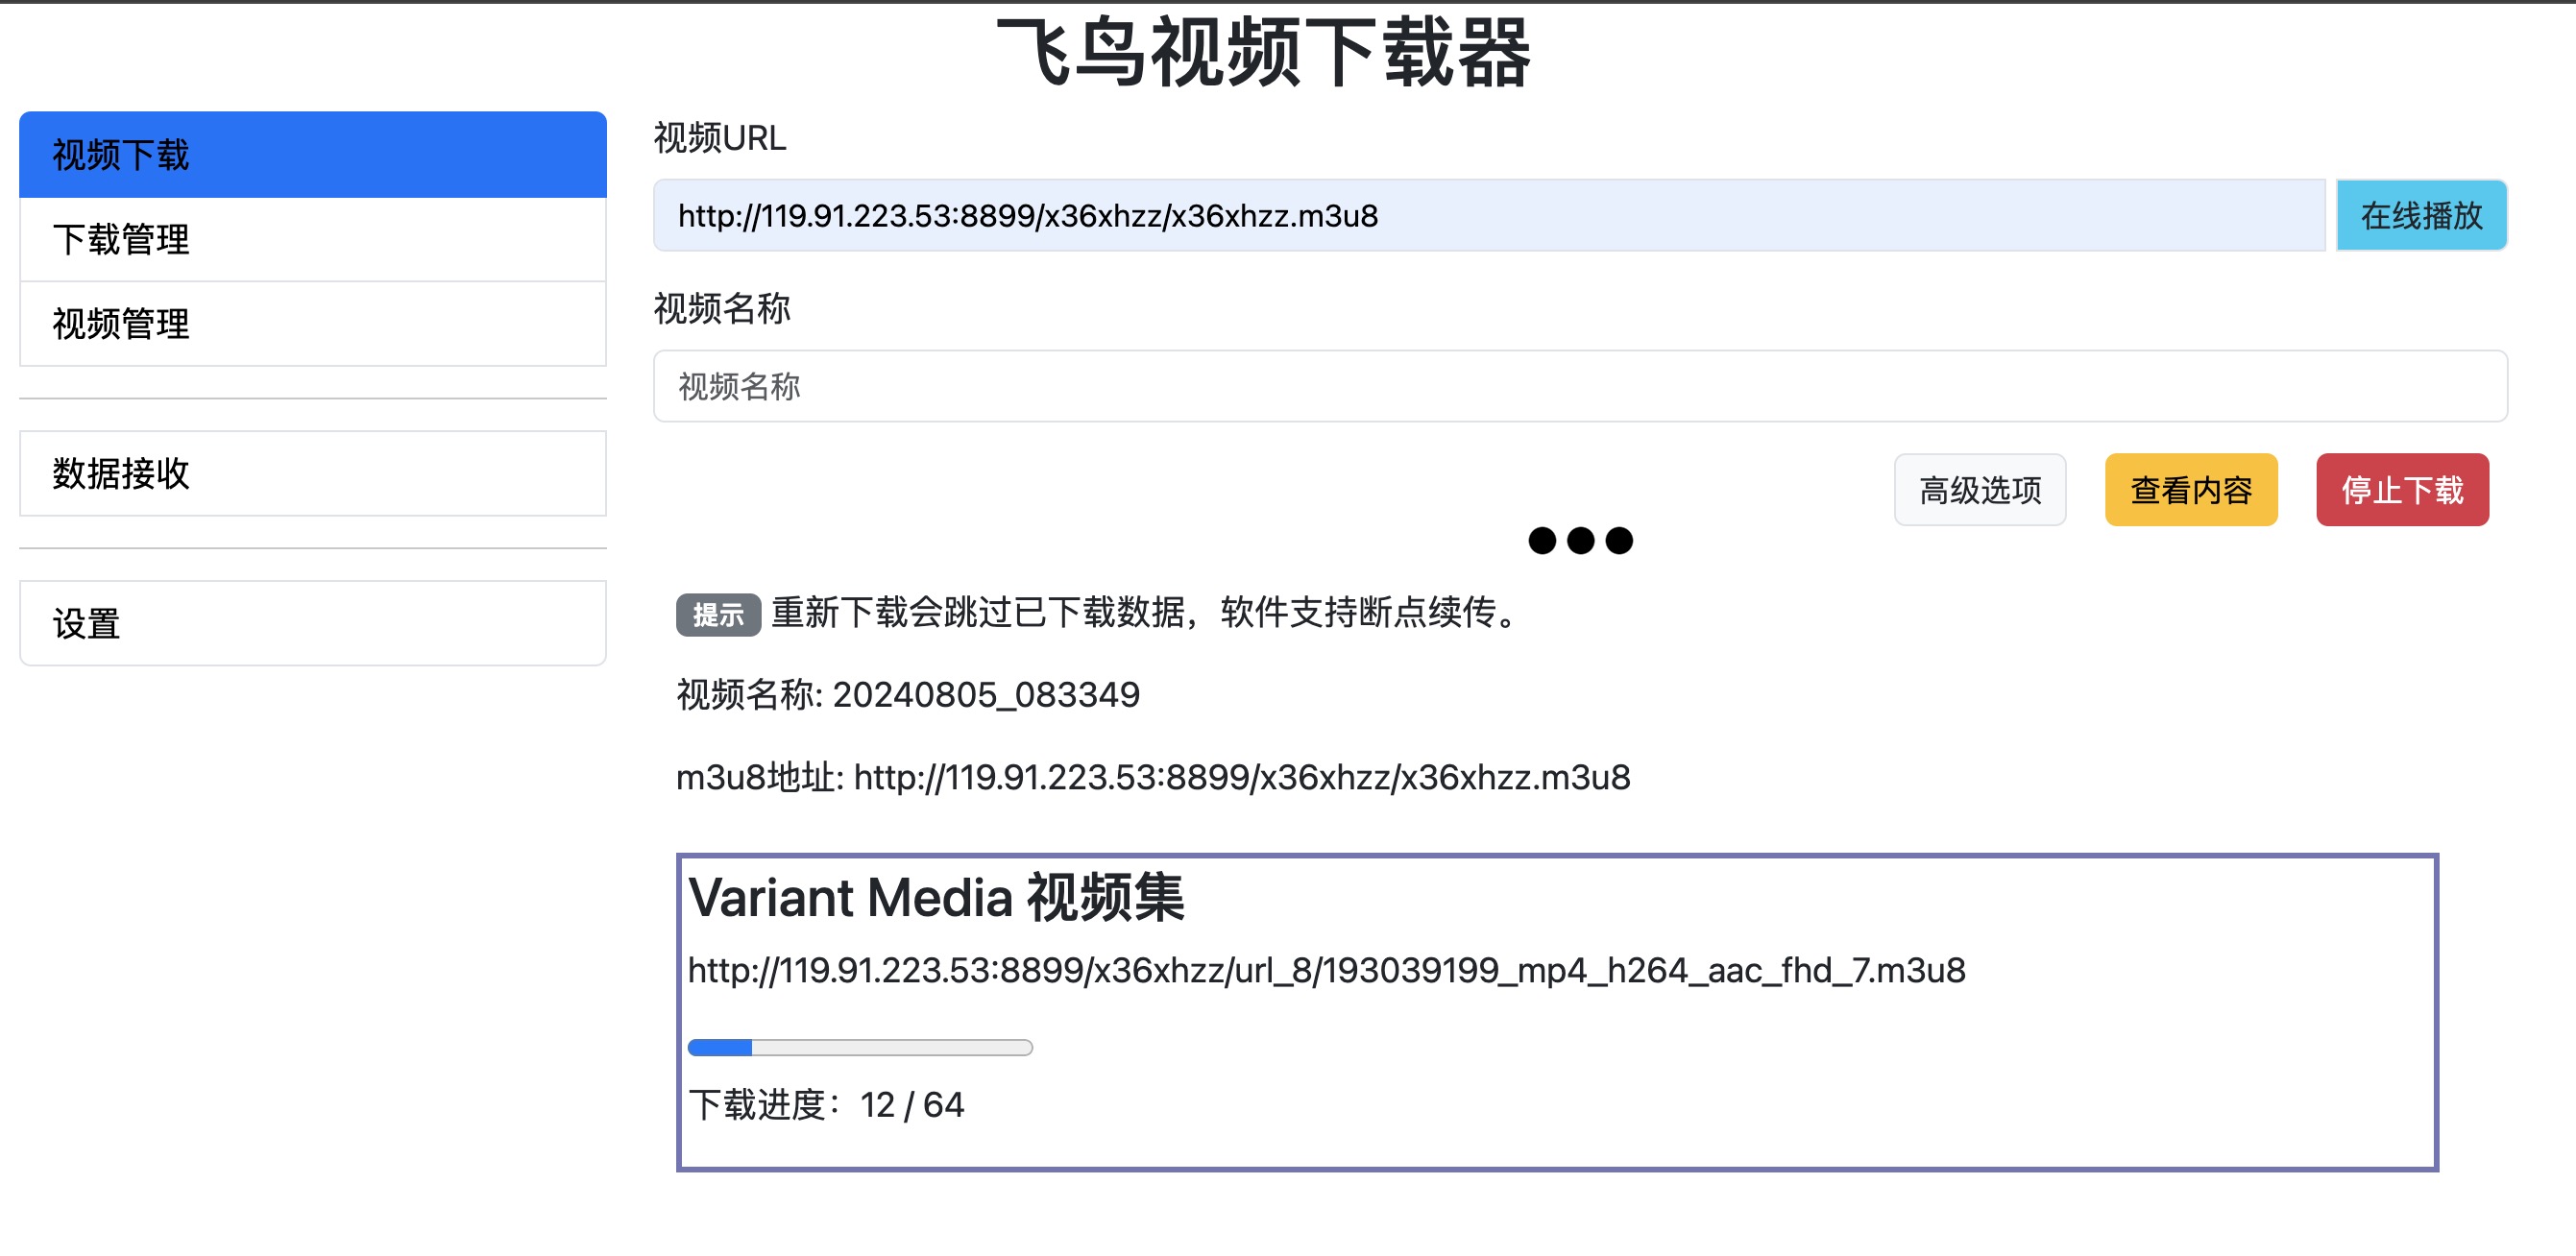 飞鸟视频下载器
视频下载
下载管理
视频管理
数据接收
设置
视频URL
http://119.91.223.53:8899/x36xhzz/x36xhzz.m3u8
在线播放
视频名称
视频名称
高级选项
查看内容
停止下载
提示 重新下载会跳过已下载数据，软件支持断点续传。
视频名称: 20240805_083349
m3u8地址: http://119.91.223.53:8899/x36xhzz/x36xhzz.m3u8
Variant Media 视频集
http://119.91.223.53:8899/x36xhzz/url_8/193039199_mp4_h264_aac_fhd_7.m3u8
下载进度：12 / 64